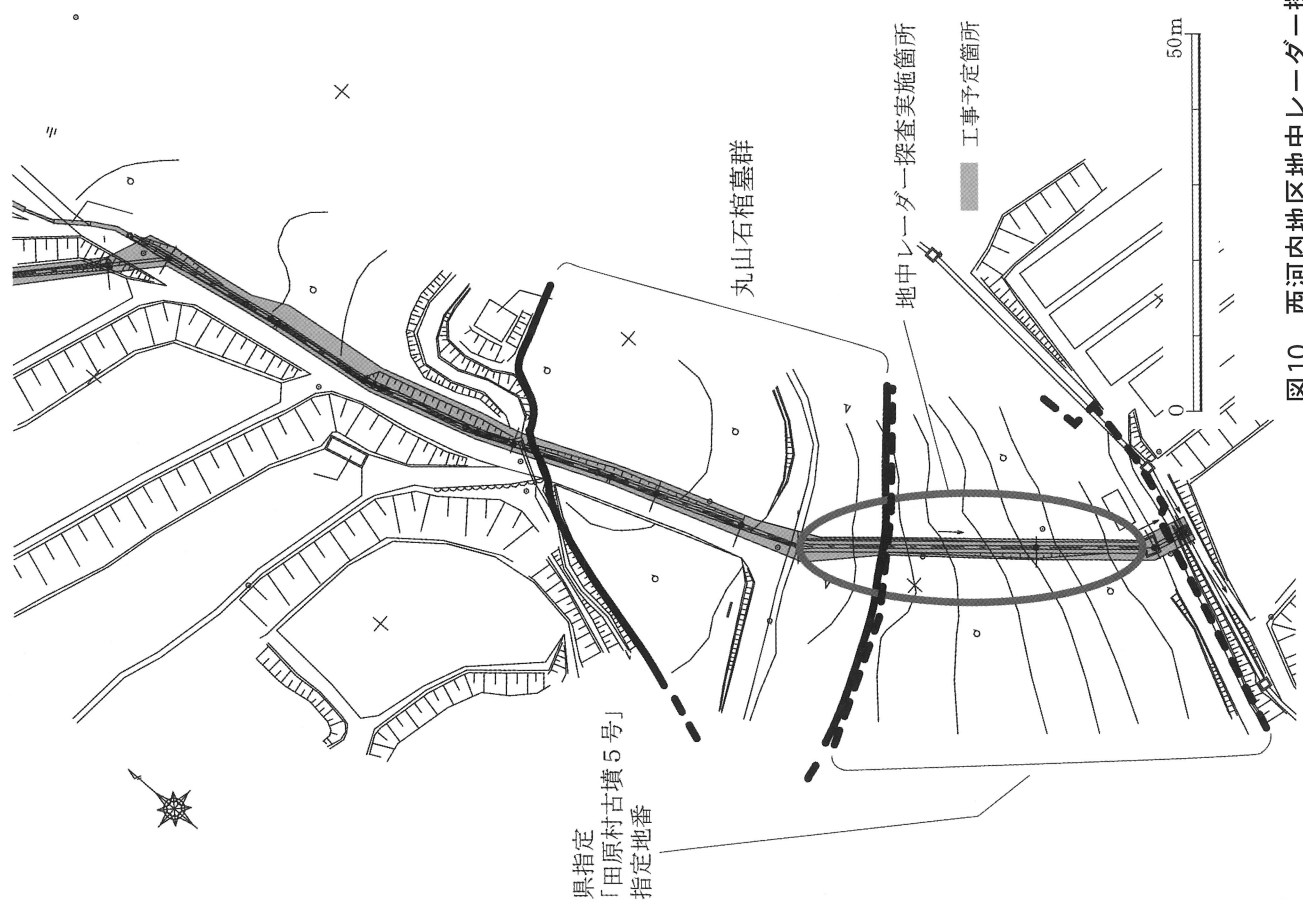 県指定
「田原村古墳5号」
指定地番
丸山石棺墓群
地中レーダー探査実施箇所
工事予定箇所
0
50m
図10 西河内地区地中レーダー探